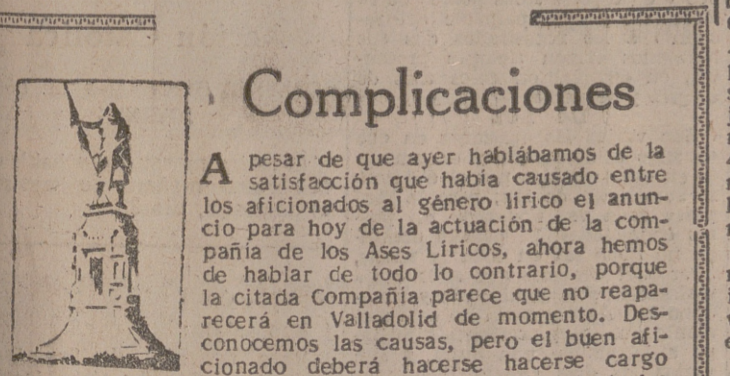 Complicaciones
A pesar de que ayer hablábamos de la
satisfacción que había causado entre
los aficionados al género lírico el anun-
cio para hoy de la actuación de la com-
pañía de los Ases Líricos, ahora hemos
de hablar de todo lo contrario, porque
la citada Compañía parece que no reapa-
recerá en Valladolid de momento. Des-
conocemos las causas, pero el buen afi-
cionado deberá hacerse hacerse cargo